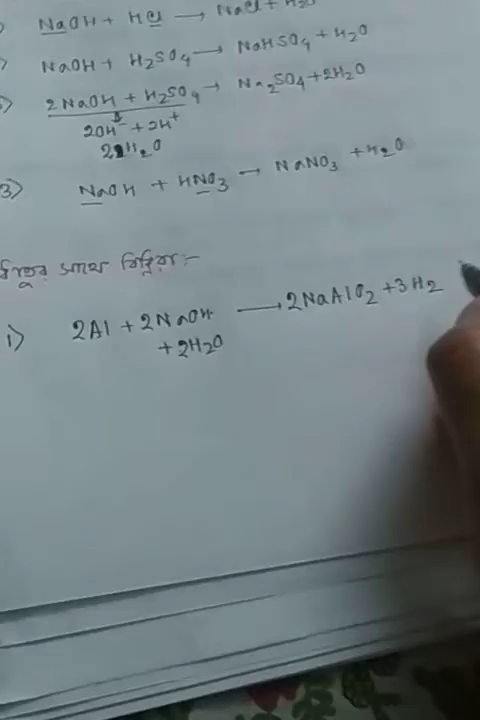 NaOH + HCl → NaCl + H2O
NaOH + H2SO4 → NaHSO4 + H2O
2NaOH + H2SO4 → Na2SO4 + 2H2O
2OH⁻ + 2H⁺
2H2O
3) NaOH + HNO3 → NaNO3 + H2O
সাথে বিক্রিয়া :-
i) 2Al + 2NaOH → 2NaAlO2 + 3H2
+ 2H2O